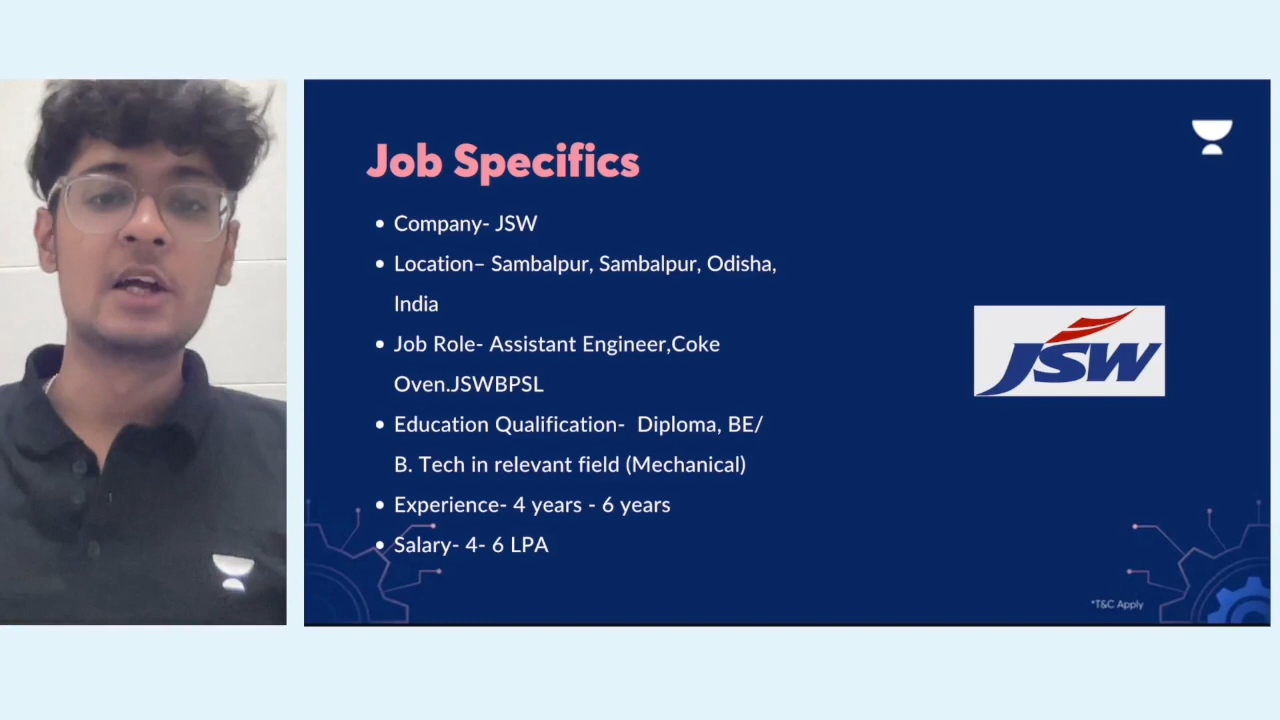 Job Specifics
Company- JSW
Location– Sambalpur, Sambalpur, Odisha,
India
Job Role- Assistant Engineer,Coke
Oven.JSWBPSL
Education Qualification-  Diploma, BE/
B. Tech in relevant field (Mechanical)
Experience- 4 years - 6 years
Salary- 4- 6 LPA
JSW
*T&C Apply